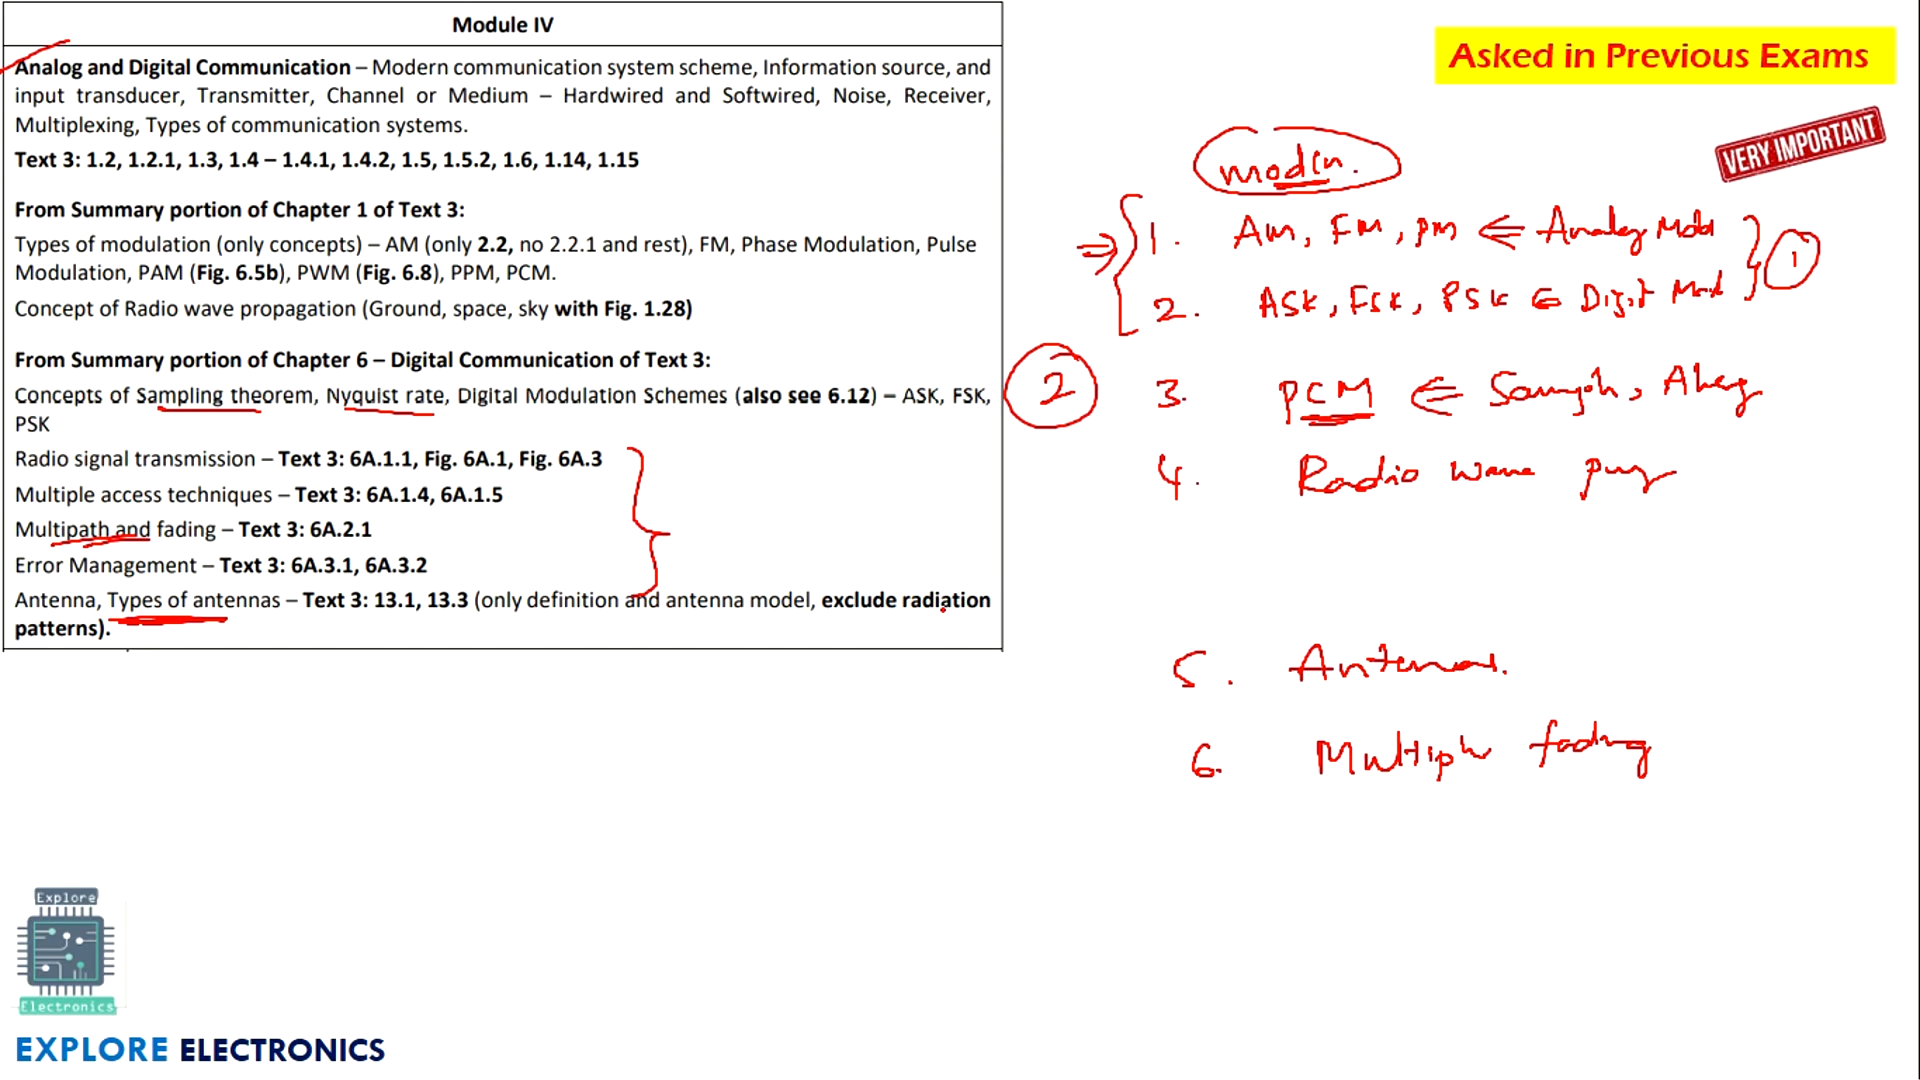 Module IV
Analog and Digital Communication – Modern communication system scheme, Information source, and
input transducer, Transmitter, Channel or Medium – Hardwired and Softwired, Noise, Receiver,
Multiplexing, Types of communication systems.
Text 3: 1.2, 1.2.1, 1.3, 1.4 – 1.4.1, 1.4.2, 1.5, 1.5.2, 1.6, 1.14, 1.15
From Summary portion of Chapter 1 of Text 3:
Types of modulation (only concepts) – AM (only 2.2, no 2.2.1 and rest), FM, Phase Modulation, Pulse
Modulation, PAM (Fig. 6.5b), PWM (Fig. 6.8), PPM, PCM.
Concept of Radio wave propagation (Ground, space, sky with Fig. 1.28)
From Summary portion of Chapter 6 – Digital Communication of Text 3:
Concepts of Sampling theorem, Nyquist rate, Digital Modulation Schemes (also see 6.12) – ASK, FSK,
PSK
Radio signal transmission – Text 3: 6A.1.1, Fig. 6A.1, Fig. 6A.3
Multiple access techniques – Text 3: 6A.1.4, 6A.1.5
Multipath and fading – Text 3: 6A.2.1
Error Management – Text 3: 6A.3.1, 6A.3.2
Antenna, Types of antennas – Text 3: 13.1, 13.3 (only definition and antenna model, exclude radiation
patterns).
Asked in Previous Exams
VERY IMPORTANT
1. AM, FM, PM ⇐ Analog Mod
1
2. ASK, FSK, PSK ⇐ Digit Mod
2
3. PCM ⇐
4. Radio wave
5. Antennas.
6. fading
Explore
Electronics
EXPLORE ELECTRONICS